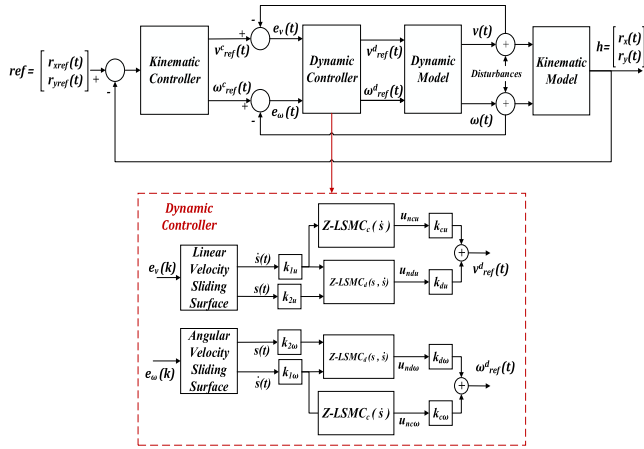 ref = [ r_xref(t) r_yref(t) ]
+
-
Kinematic Controller
+
v^c_ref(t)
-
e_v(t)
ω^c_ref(t)
+
-
e_ω(t)
Dynamic Controller
v^d_ref(t)
ω^d_ref(t)
Dynamic Model
v(t)
+
Disturbances
+
ω(t)
Kinematic Model
h = [ r_x(t) r_y(t) ]
Dynamic Controller
e_v(k)
Linear Velocity Sliding Surface
ṡ(t)
k_1u
s(t)
k_2u
Z-LSMC_c ( ṡ )
u_ncu
k_cu
Z-LSMC_d (s , ṡ)
u_ndu
k_du
+
v^d_ref(t)
e_ω(k)
Angular Velocity Sliding Surface
s(t)
k_2ω
ṡ(t)
k_1ω
Z-LSMC_d (s , ṡ)
u_ndω
k_dω
Z-LSMC_c ( ṡ )
u_ncω
k_cω
+
ω^d_ref(t)